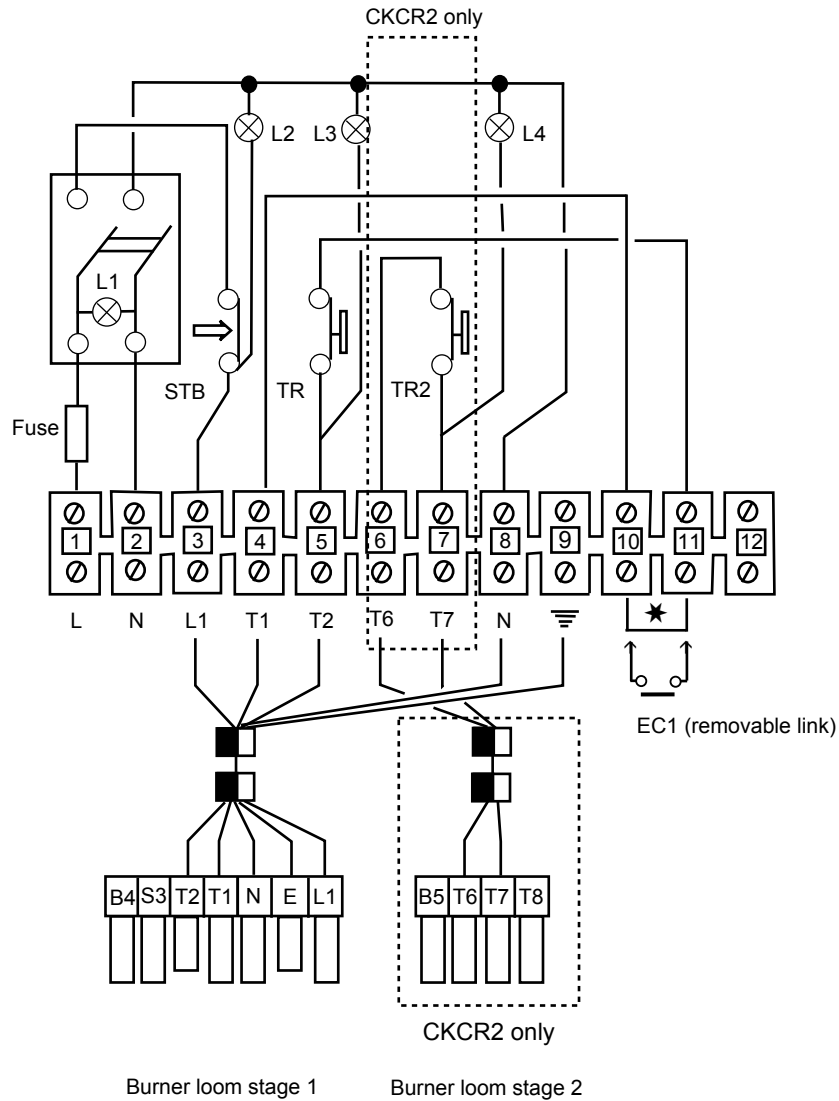 CKCR2 only
L2 L3 L4
L1
STB TR TR2
Fuse
1 2 3 4 5 6 7 8 9 10 11 12
L N L1 T1 T2 T6 T7 N
EC1 (removable link)
B4 S3 T2 T1 N E L1 B5 T6 T7 T8
CKCR2 only
Burner loom stage 1 Burner loom stage 2